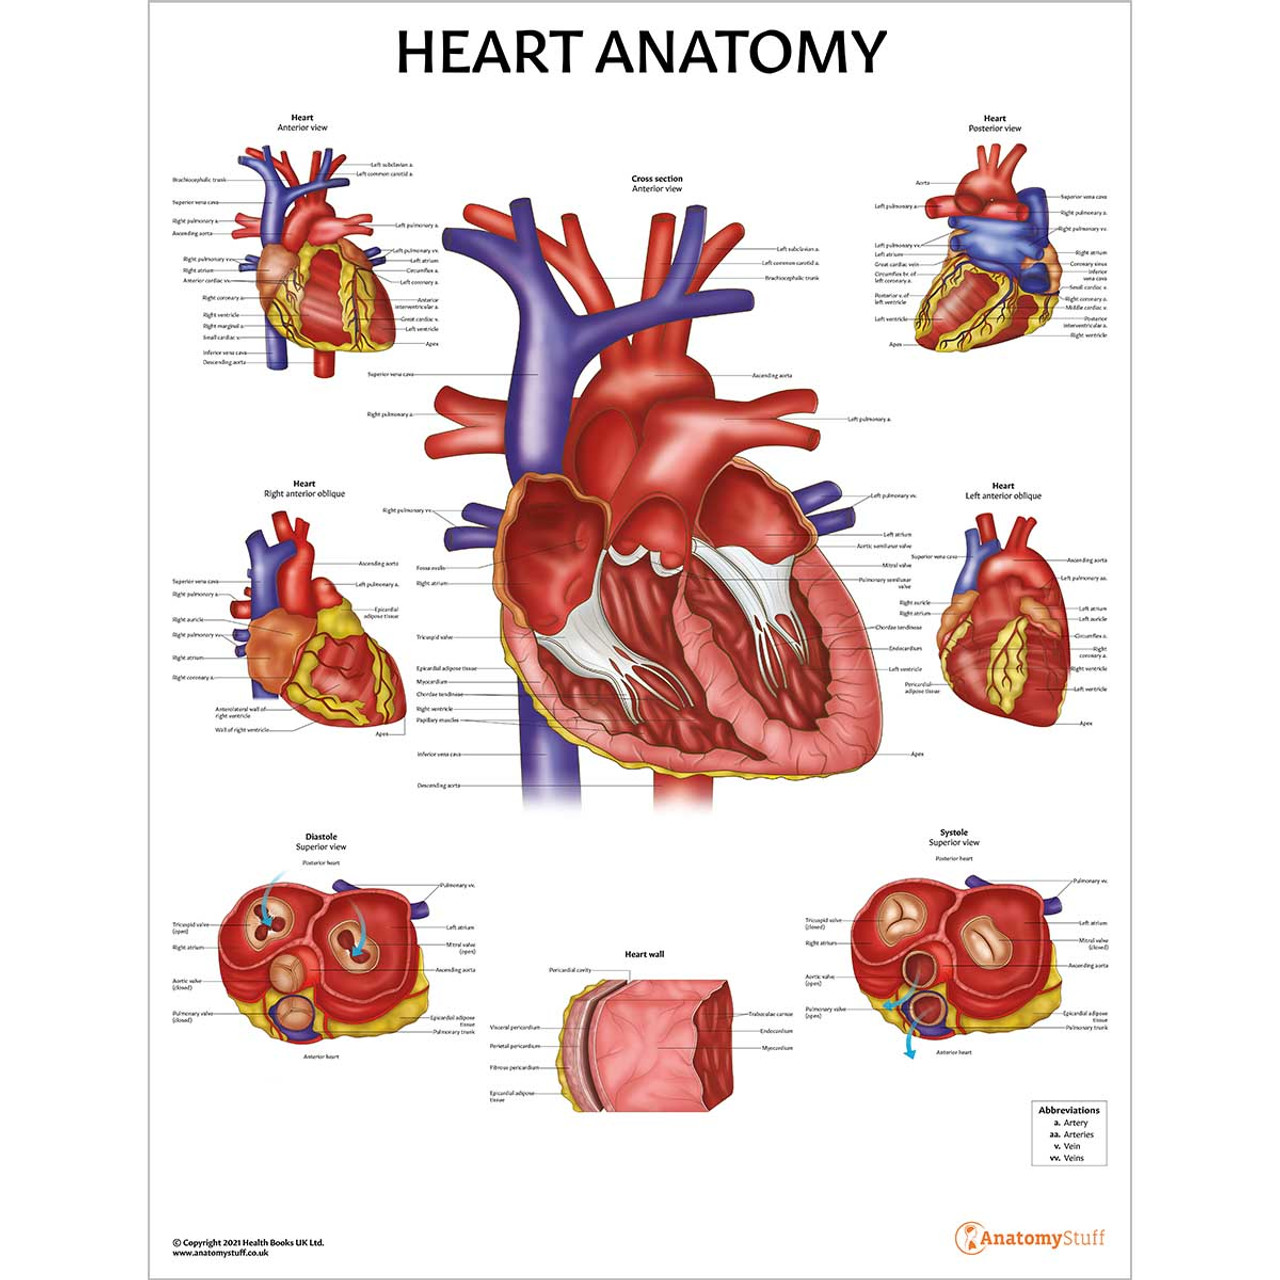 HEART ANATOMY
Heart
Anterior view
Brachiocephalic trunk
Superior vena cava
Right pulmonary a.
Ascending aorta
Right pulmonary vv.
Right atrium
Anterior cardiac vv.
Right coronary a.
Right ventricle
Right marginal a.
Small cardiac v.
Inferior vena cava
Descending aorta
Left subclavian a.
Left common carotid a.
Left pulmonary a.
Left pulmonary vv.
Left atrium
Circumflex a.
Left coronary a.
Anterior
interventricular a.
Great cardiac v.
Left ventricle
Apex
Cross section
Anterior view
Superior vena cava
Right pulmonary a.
Right pulmonary vv.
Fossa ovalis
Right atrium
Tricuspid valve
Epicardial adipose tissue
Myocardium
Chordae tendineae
Right ventricle
Papillary muscles
Inferior vena cava
Descending aorta
Left subclavian a.
Left common carotid a.
Brachiocephalic trunk
Ascending aorta
Left pulmonary a.
Left pulmonary vv.
Left atrium
Aortic semilunar valve
Mitral valve
Pulmonary semilunar
valve
Chordae tendineae
Endocardium
Left ventricle
Apex
Heart
Posterior view
Aorta
Left pulmonary a.
Left pulmonary vv.
Left atrium
Great cardiac vein
Circumflex br. of
left coronary a.
Posterior v. of
left ventricle
Left ventricle
Apex
Superior vena cava
Right pulmonary a.
Right pulmonary vv.
Right atrium
Coronary sinus
Inferior
vena cava
Small cardiac v.
Right coronary a.
Middle cardiac v.
Posterior
interventricular a.
Right ventricle
Heart
Right anterior oblique
Superior vena cava
Right pulmonary a.
Right auricle
Right pulmonary vv.
Right atrium
Right coronary a.
Anterolateral wall of
right ventricle
Wall of right ventricle
Ascending aorta
Left pulmonary a.
Epicardial
adipose tissue
Apex
Heart
Left anterior oblique
Superior vena cava
Right auricle
Right atrium
Pericardial
adipose tissue
Ascending aorta
Left pulmonary aa.
Left atrium
Left auricle
Circumflex a.
Right
coronary a.
Right ventricle
Left ventricle
Apex
Diastole
Superior view
Posterior heart
Tricuspid valve
(open)
Right atrium
Aortic valve
(closed)
Pulmonary valve
(closed)
Pulmonary vv.
Left atrium
Mitral valve
(open)
Ascending aorta
Epicardial adipose
tissue
Pulmonary trunk
Anterior heart
Heart wall
Pericardial cavity
Visceral pericardium
Parietal pericardium
Fibrous pericardium
Epicardial adipose
tissue
Trabeculae carneae
Endocardium
Myocardium
Systole
Superior view
Posterior heart
Tricuspid valve
(closed)
Right atrium
Aortic valve
(open)
Pulmonary valve
(open)
Pulmonary vv.
Left atrium
Mitral valve
(closed)
Ascending aorta
Epicardial adipose
tissue
Pulmonary trunk
Anterior heart
Abbreviations
a. Artery
aa. Arteries
v. Vein
vv. Veins
© Copyright 2021 Health Books UK Ltd.
www.anatomystuff.co.uk
AnatomyStuff